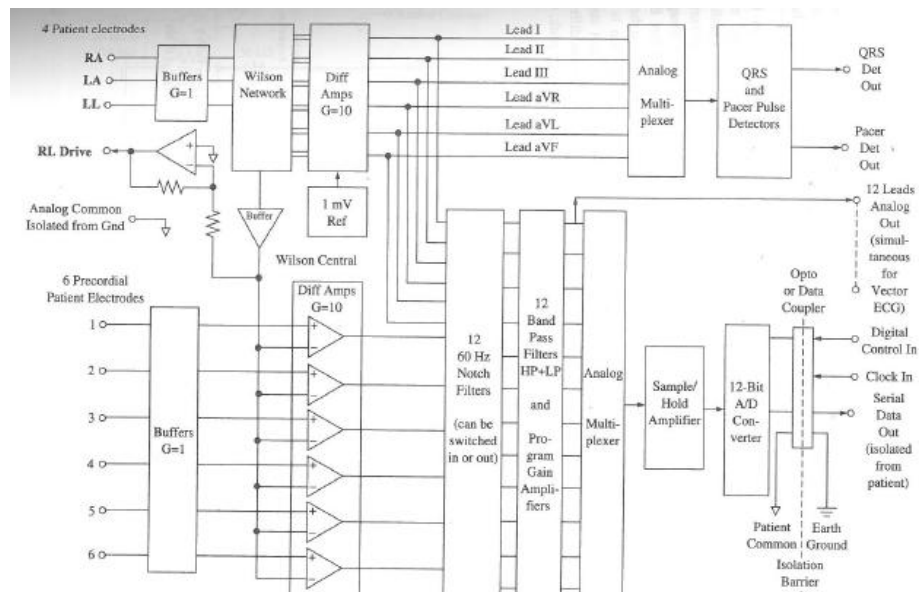 4 Patient electrodes
RA
LA
LL
Buffers
G=1
Wilson
Network
Diff
Amps
G=10
Lead I
Lead II
Lead III
Lead aVR
Lead aVL
Lead aVF
Analog
Multi-
plexer
QRS
and
Pacer Pulse
Detectors
QRS
Det
Out
Pacer
Det
Out
RL Drive
+
−
Analog Common
Isolated from Gnd
Buffer
1 mV
Ref
Wilson Central
12 Leads
Analog
Out
(simul-
taneous
for
Vector
ECG)
6 Precordial
Patient Electrodes
1
2
3
4
5
6
Buffers
G=1
Diff Amps
G=10
+
−
+
−
+
−
+
−
+
−
+
−
12
60 Hz
Notch
Filters
(can be
switched
in or out)
12
Band
Pass
Filters
HP+LP
and
Pro-
gram
Gain
Ampli-
fiers
Analog
Multi-
plexer
Sample/
Hold
Amplifier
12-Bit
A/D
Con-
verter
Opto
or Data
Coupler
Digital
Control In
Clock In
Serial
Data
Out
(isolated
from
patient)
Patient
Common
Earth
Ground
Isolation
Barrier